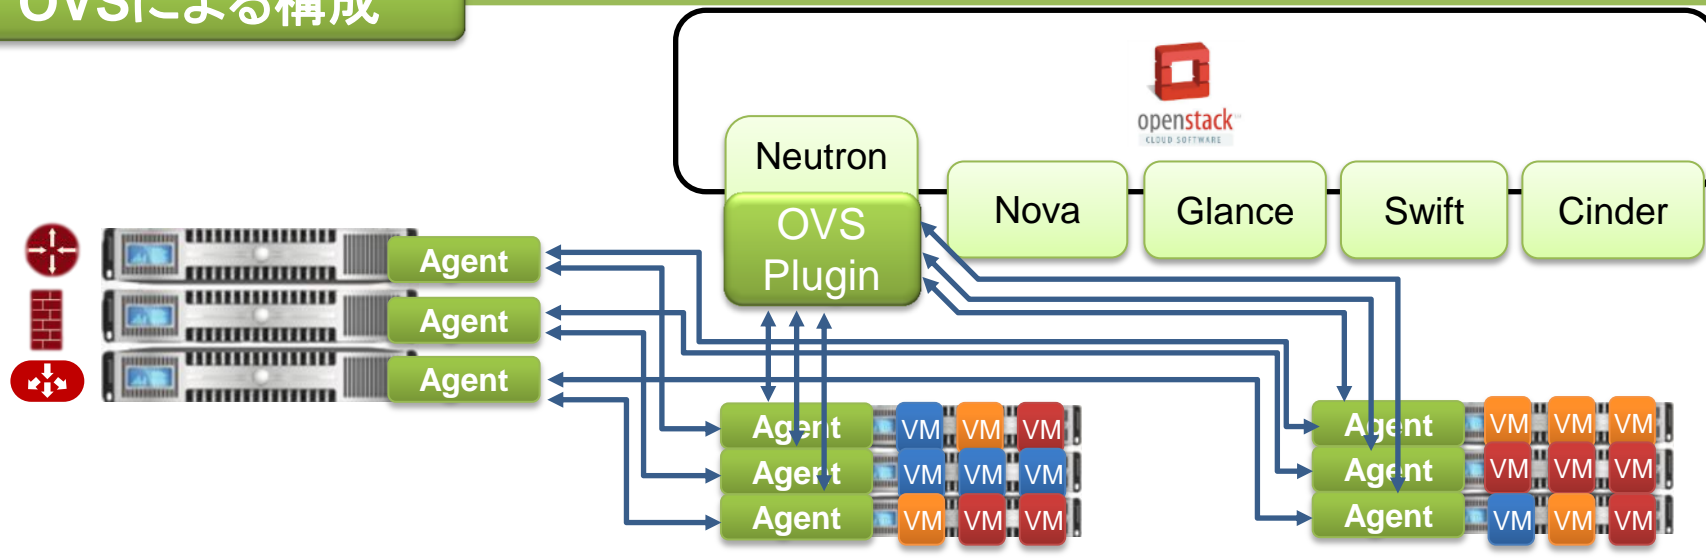 OVSによる構成
openstack
CLOUD SOFTWARE
Neutron
OVS
Plugin
Nova
Glance
Swift
Cinder
Agent
Agent
Agent
Agent VM VM VM
Agent VM VM VM
Agent VM VM VM
Agent VM VM VM
Agent VM VM VM
Agent VM VM VM